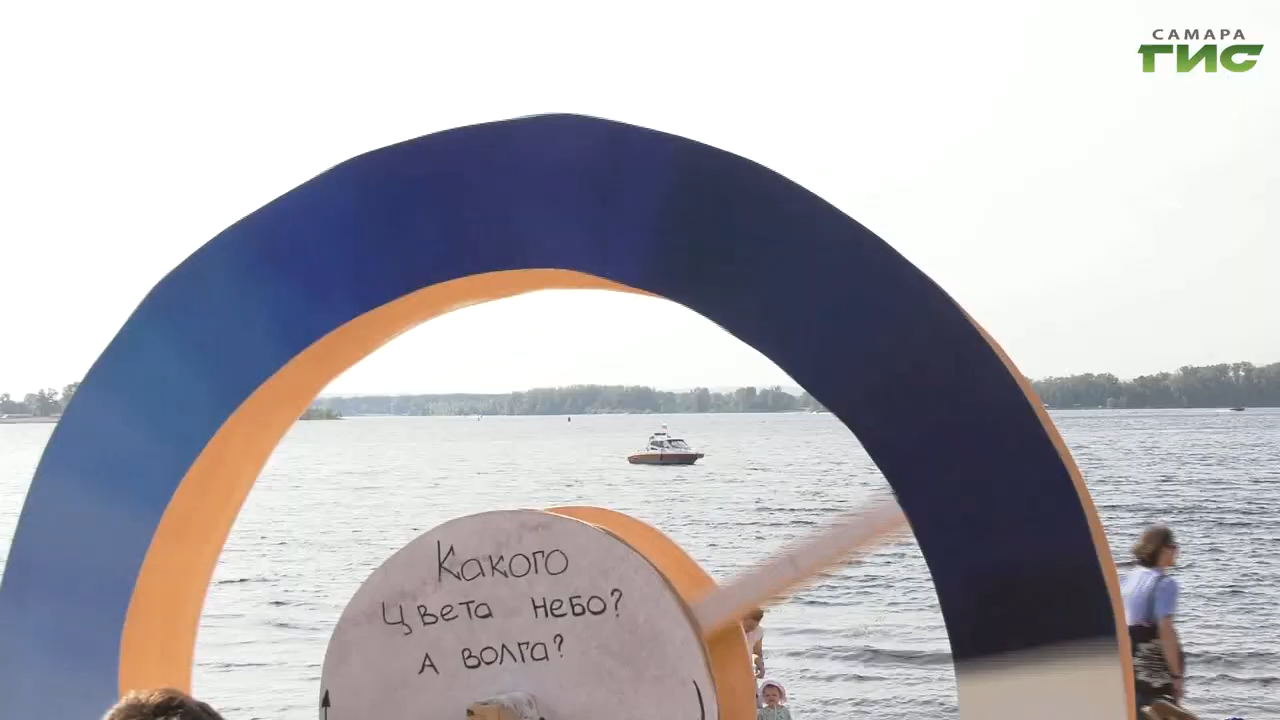 САМАРА
ГИС
Какого
цвета небо?
А волга?